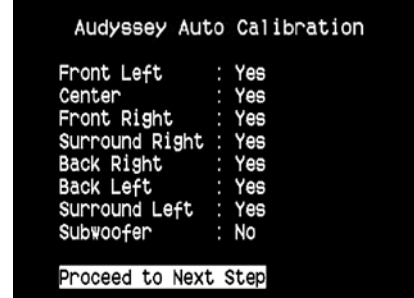 Audyssey Auto Calibration
Front Left : Yes
Center : Yes
Front Right : Yes
Surround Right : Yes
Back Right : Yes
Back Left : Yes
Surround Left : Yes
Subwoofer : No
Proceed to Next Step